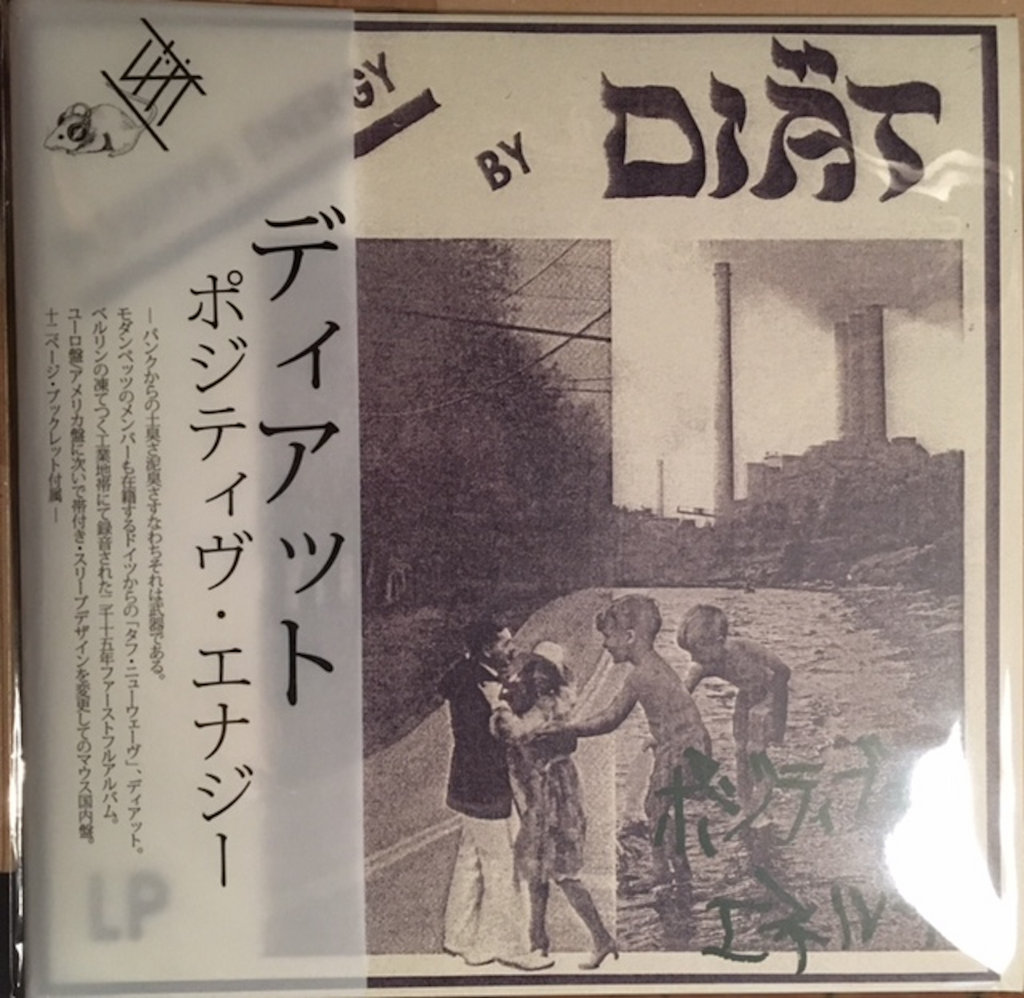 GY
BY
DIÄT
ディアット
ポジティヴ・エナジー
― パンクからの土臭さ泥臭さすなわちそれは武器である。
モダンペッツのメンバーも在籍するドイツからの「タフ・ニューウェーヴ」、ディアット。
ベルリンの凍てつく工業地帯にて録音された二千十五年ファーストフルアルバム。
ユーロ盤/アメリカ盤に次いで帯付き・スリーブデザインを変更してのマウス国内盤。
十二ページ・ブックレット付属 ―
LP
ポジティブ
エネル